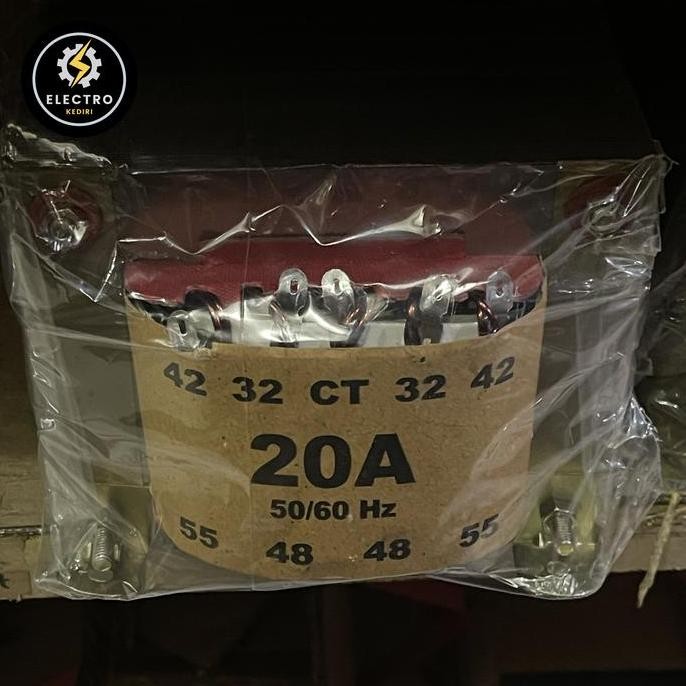 ELECTRO
KEDIRI
42 32 CT 32 42
20A
50/60 Hz
55 48 48 55